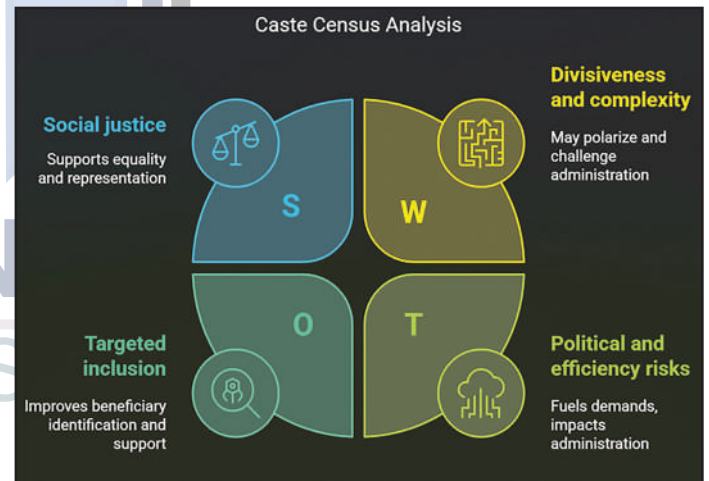 Caste Census Analysis
Social justice
Supports equality
and representation
S
Divisiveness
and complexity
May polarize and
challenge
administration
W
Targeted
inclusion
Improves beneficiary
identification and
support
O
Political and
efficiency risks
Fuels demands,
impacts
administration
T